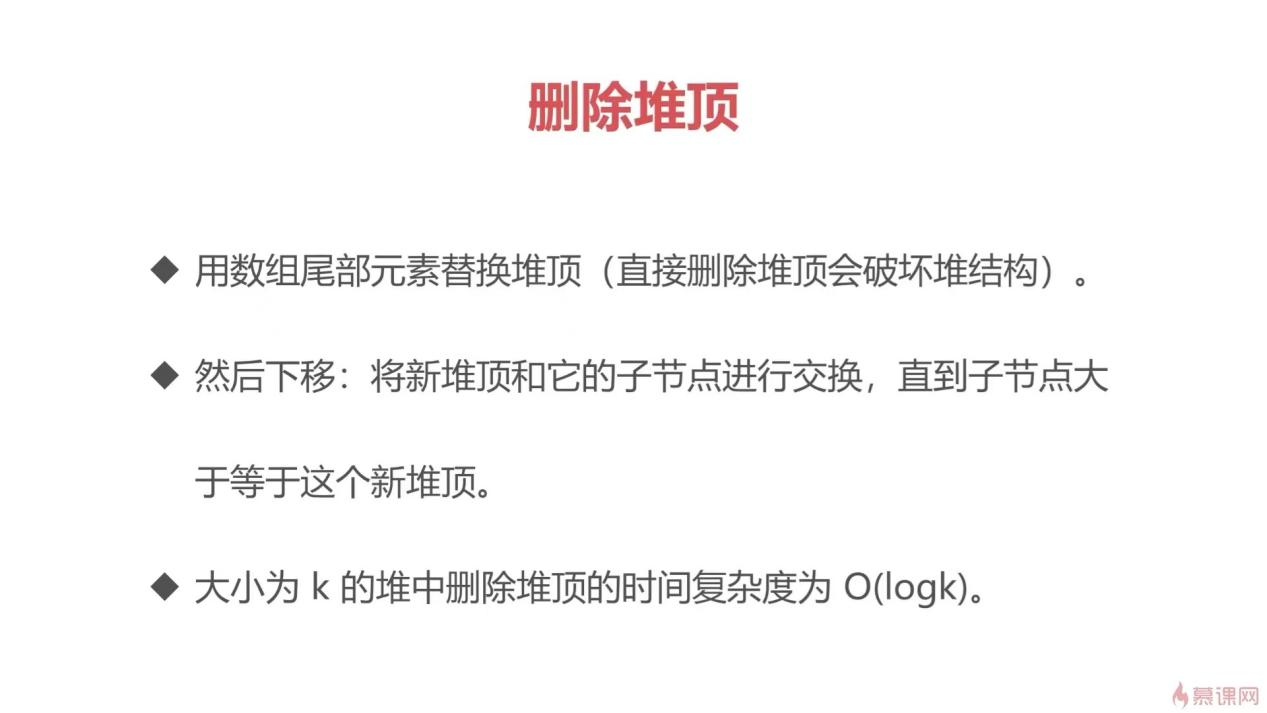 删除堆顶
◆ 用数组尾部元素替换堆顶（直接删除堆顶会破坏堆结构）。
◆ 然后下移：将新堆顶和它的子节点进行交换，直到子节点大
于等于这个新堆顶。
◆ 大小为 k 的堆中删除堆顶的时间复杂度为 O(logk)。
慕课网